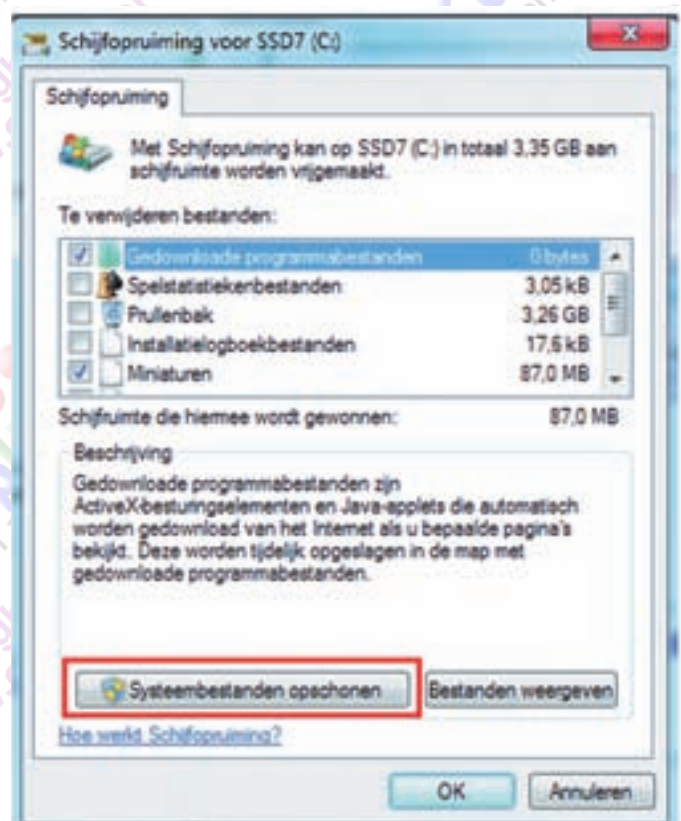 Schijfopruiming voor SSD7 (C:)
Schijfopruiming
Met Schijfopruiming kan op SSD7 (C:) in totaal 3,35 GB aan
schijfruimte worden vrijgemaakt.
Te verwijderen bestanden:
Gedownloade programmabestanden 0 bytes
Spelstatistiekenbestanden 3,05 kB
Prullenbak 3,26 GB
Installatielogboekbestanden 17,6 kB
Miniaturen 87,0 MB
Schijfruimte die hiermee wordt gewonnen: 87,0 MB
Beschrijving
Gedownloade programmabestanden zijn
ActiveX-besturingselementen en Java-applets die automatisch
worden gedownload van het Internet als u bepaalde pagina's
bekijkt. Deze worden tijdelijk opgeslagen in de map met
gedownloade programmabestanden.
Systeembestanden opschonen Bestanden weergeven
Hoe werkt Schijfopruiming?
OK Annuleren